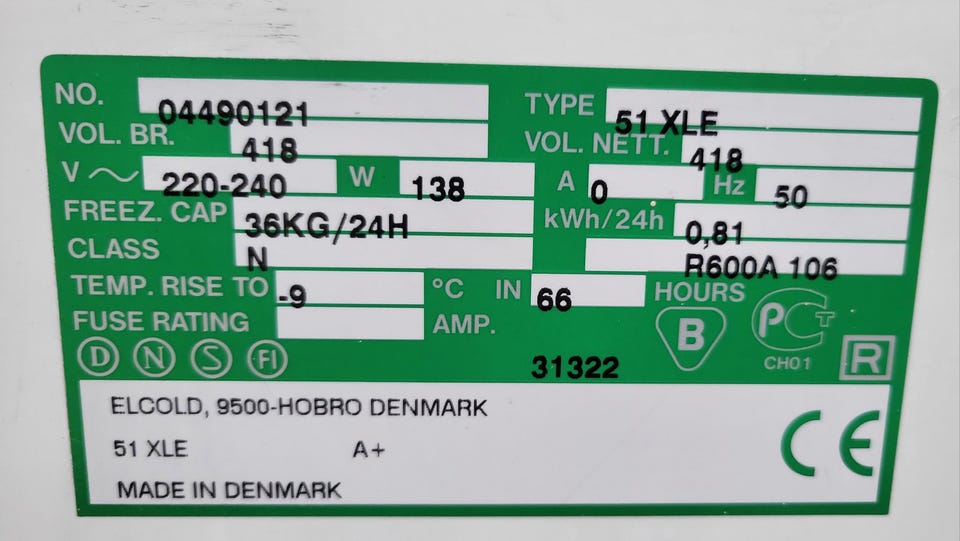 NO. 04490121 TYPE 51 XLE
VOL. BR. 418 VOL. NETT. 418
V ~ 220-240 W 138 A 0 Hz 50
FREEZ. CAP 36KG/24H kWh/24h 0,81
CLASS N R600A 106
TEMP. RISE TO -9 °C IN 66 HOURS
FUSE RATING AMP.
D N S FI 31322 B PCT CH01 R
ELCOLD, 9500-HOBRO DENMARK
51 XLE A+
MADE IN DENMARK
CE